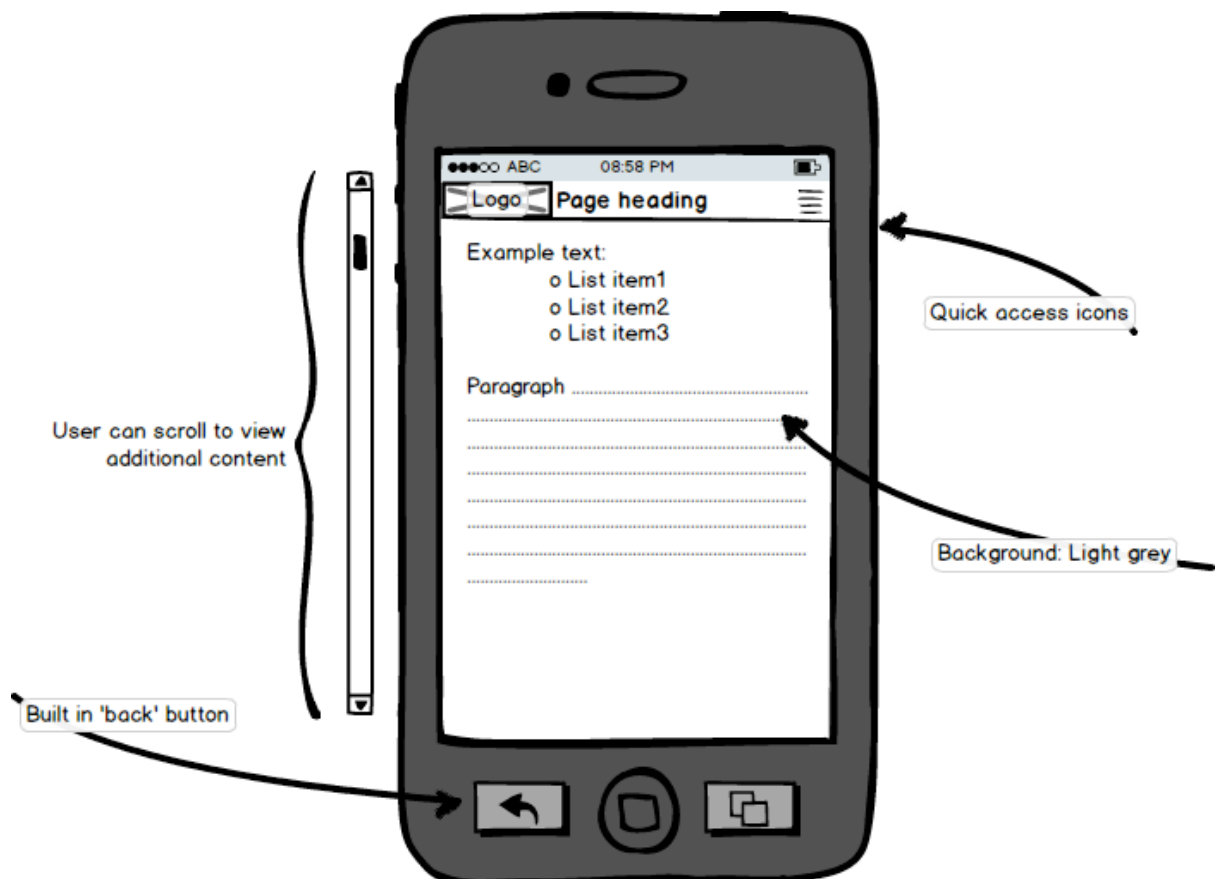 ABC 08:58 PM
Logo Page heading
Example text:
o List item1
o List item2
o List item3
Paragraph ................................................
User can scroll to view
additional content
Quick access icons
Background: Light grey
Built in 'back' button